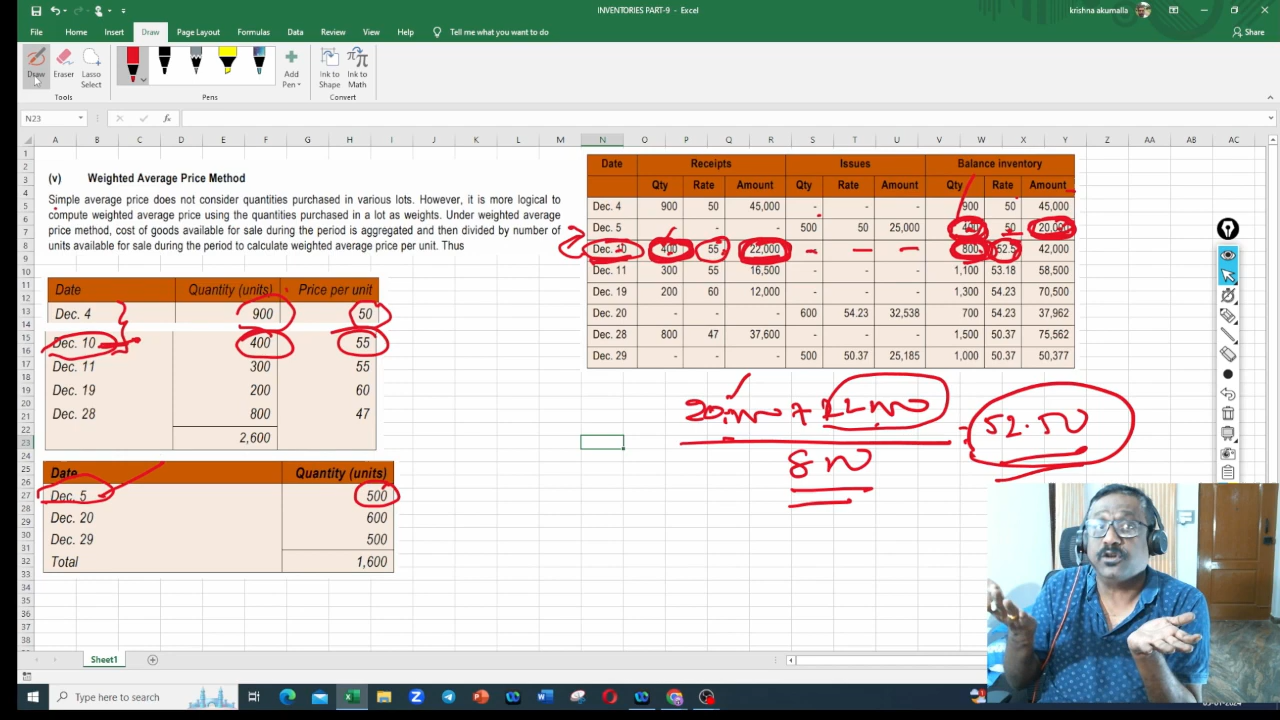 INVENTORIES PART-9 - Excel
krishna akumalla
File Home Insert Draw Page Layout Formulas Data Review View Help Tell me what you want to do
Share
Draw Eraser Lasso Select
Add Pen
Ink to Shape Ink to Math
Tools Pens Convert
N23
fx
A B C D E F G H I J K L M N O P Q R S T U V W X Y Z AA AB AC
(v) Weighted Average Price Method
Simple average price does not consider quantities purchased in various lots. However, it is more logical to
compute weighted average price using the quantities purchased in a lot as weights. Under weighted average
price method, cost of goods available for sale during the period is aggregated and then divided by number of
units available for sale during the period to calculate weighted average price per unit. Thus
Date Quantity (units) Price per unit
Dec. 4 900 50
Dec. 10 400 55
Dec. 11 300 55
Dec. 19 200 60
Dec. 28 800 47
2,600
Date Quantity (units)
Dec. 5 500
Dec. 20 600
Dec. 29 500
Total 1,600
Date Receipts Issues Balance inventory
Qty Rate Amount Qty Rate Amount Qty Rate Amount
Dec. 4 900 50 45,000 - - - 900 50 45,000
Dec. 5 - - - 500 50 25,000 400 50 20,000
Dec. 10 400 55 22,000 - - - 800 52.5 42,000
Dec. 11 300 55 16,500 - - - 1,100 53.18 58,500
Dec. 19 200 60 12,000 - - - 1,300 54.23 70,500
Dec. 20 - - - 600 54.23 32,538 700 54.23 37,962
Dec. 28 800 47 37,600 - - - 1,500 50.37 75,562
Dec. 29 - - - 500 50.37 25,185 1,000 50.37 50,377
52.50
Sheet1
Type here to search